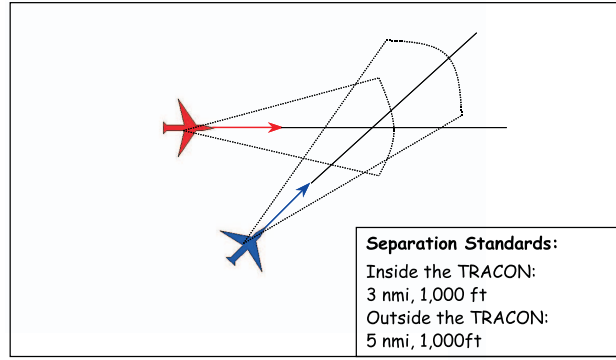 Separation Standards:
Inside the TRACON:
3 nmi, 1,000 ft
Outside the TRACON:
5 nmi, 1,000ft